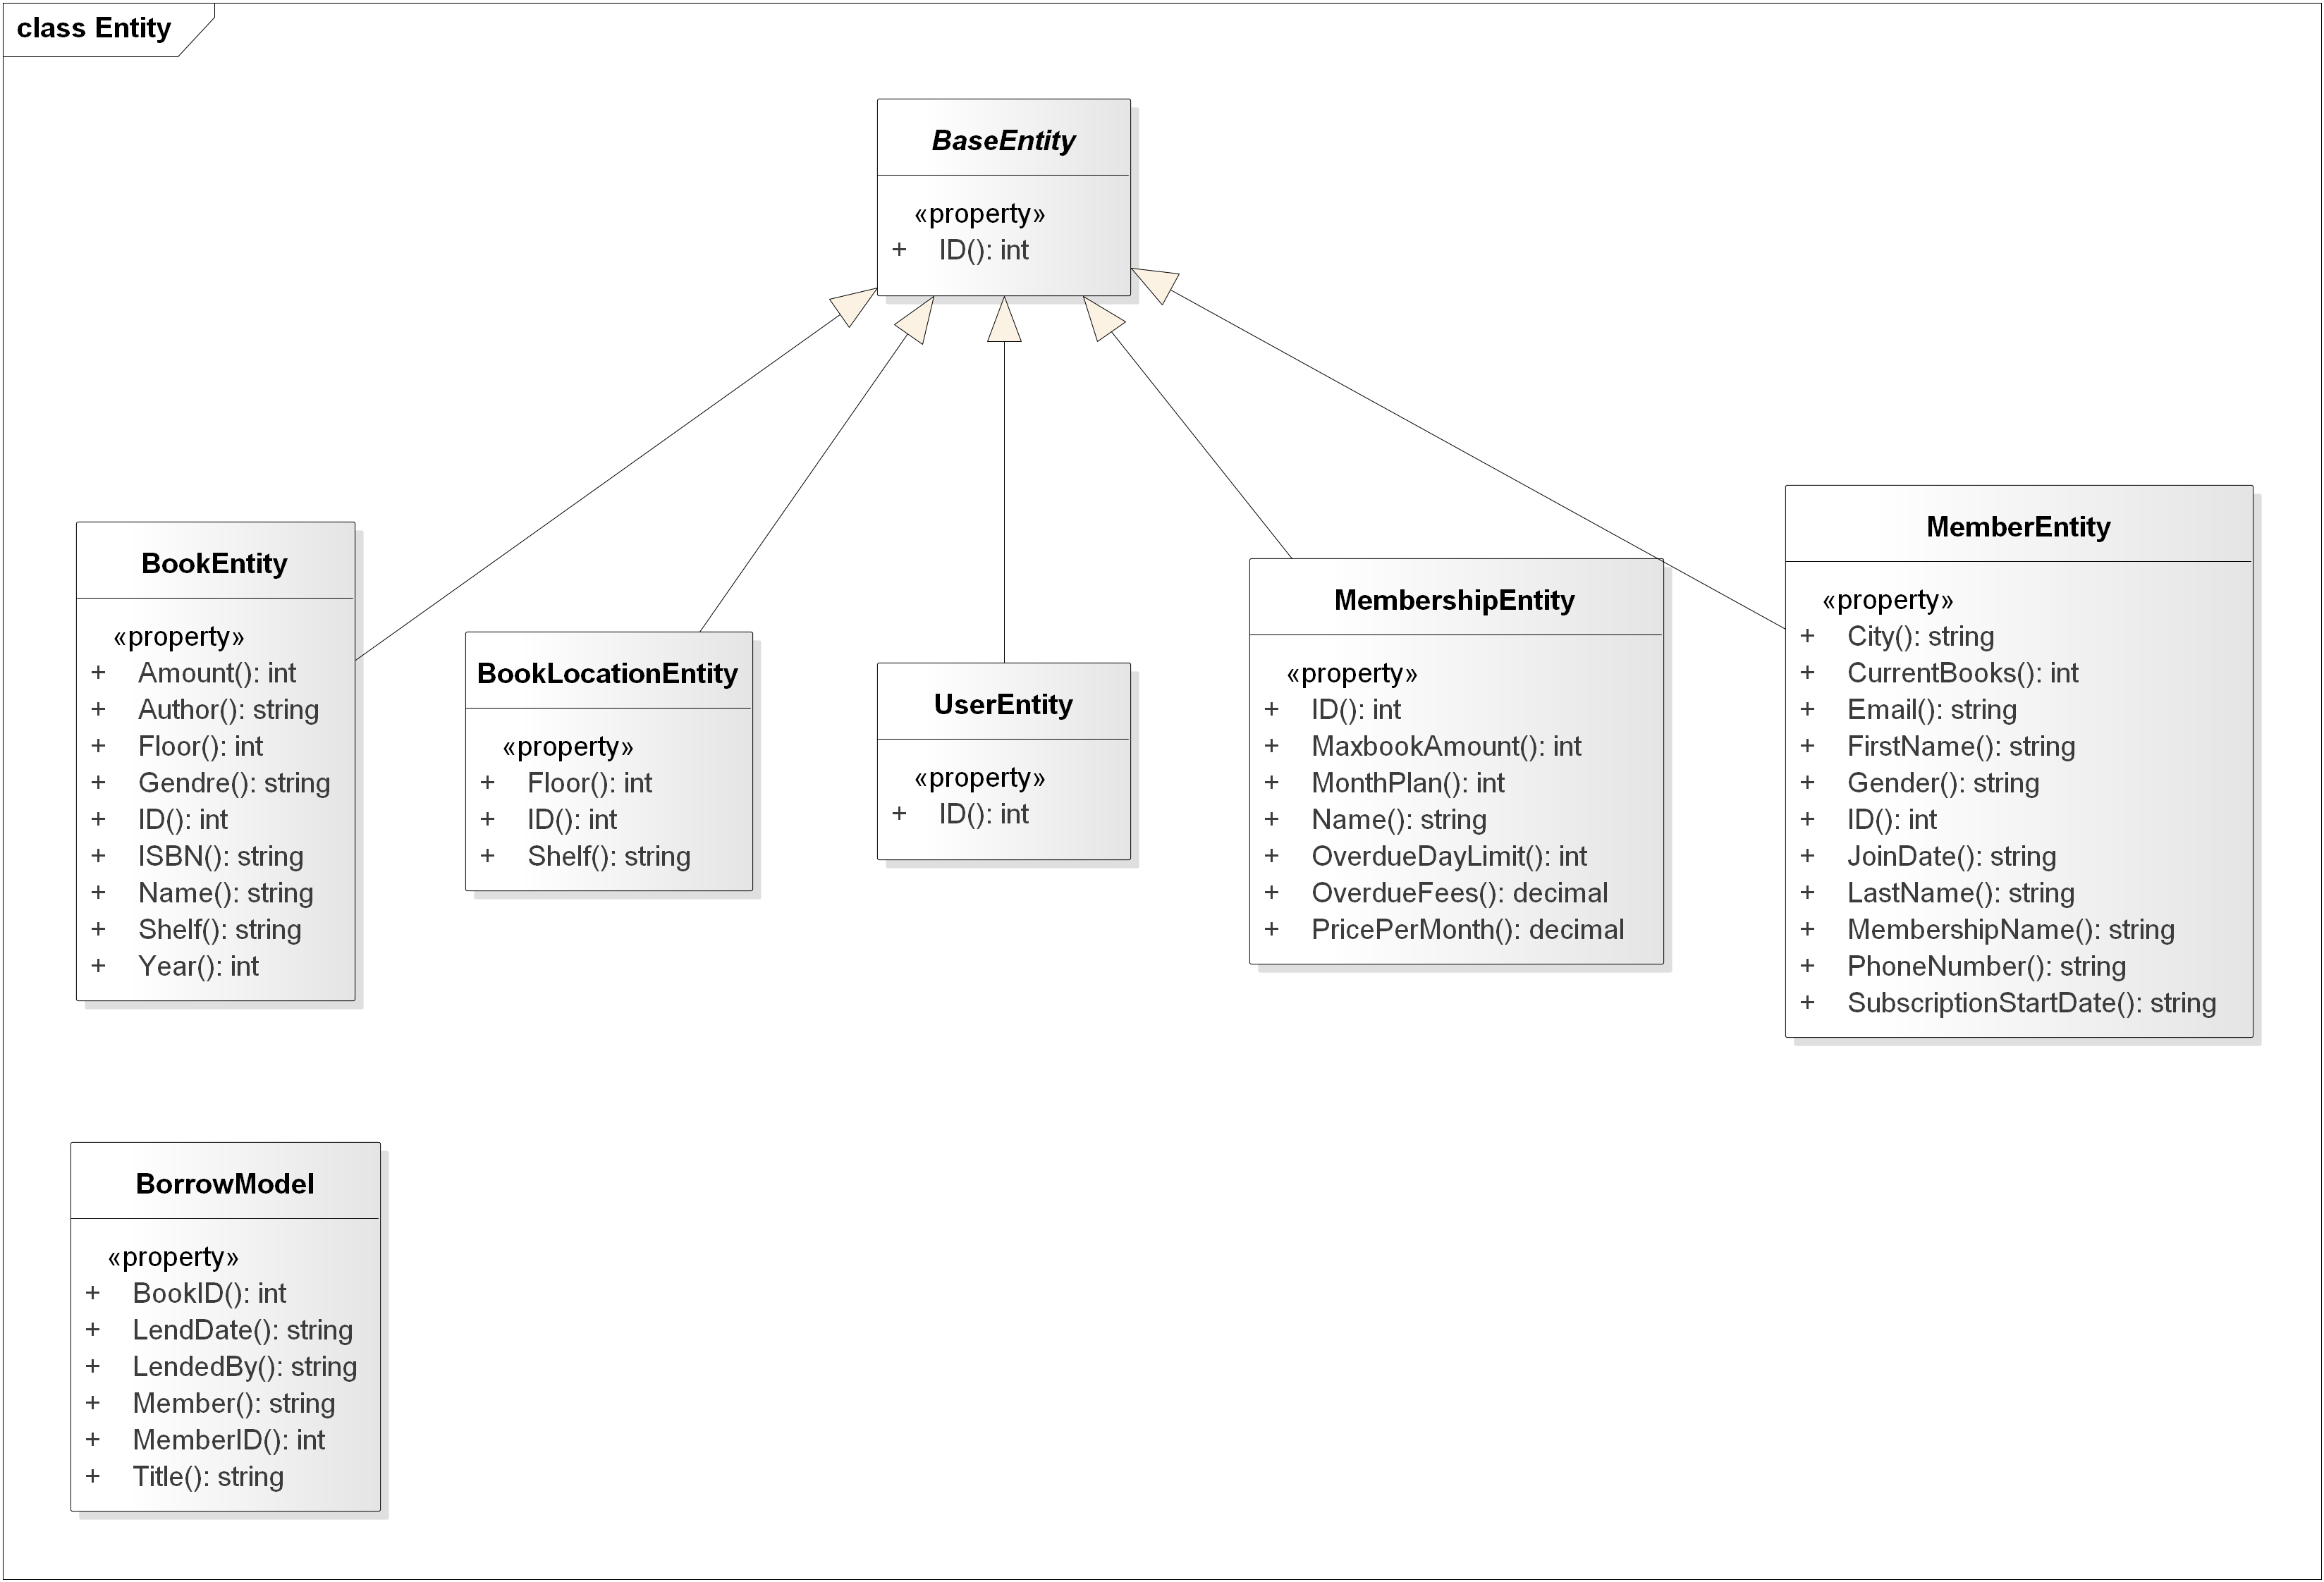 class Entity
BaseEntity
«property»
+ ID(): int
BookEntity
«property»
+ Amount(): int
+ Author(): string
+ Floor(): int
+ Gendre(): string
+ ID(): int
+ ISBN(): string
+ Name(): string
+ Shelf(): string
+ Year(): int
BookLocationEntity
«property»
+ Floor(): int
+ ID(): int
+ Shelf(): string
UserEntity
«property»
+ ID(): int
MembershipEntity
«property»
+ ID(): int
+ MaxbookAmount(): int
+ MonthPlan(): int
+ Name(): string
+ OverdueDayLimit(): int
+ OverdueFees(): decimal
+ PricePerMonth(): decimal
MemberEntity
«property»
+ City(): string
+ CurrentBooks(): int
+ Email(): string
+ FirstName(): string
+ Gender(): string
+ ID(): int
+ JoinDate(): string
+ LastName(): string
+ MembershipName(): string
+ PhoneNumber(): string
+ SubscriptionStartDate(): string
BorrowModel
«property»
+ BookID(): int
+ LendDate(): string
+ LendedBy(): string
+ Member(): string
+ MemberID(): int
+ Title(): string